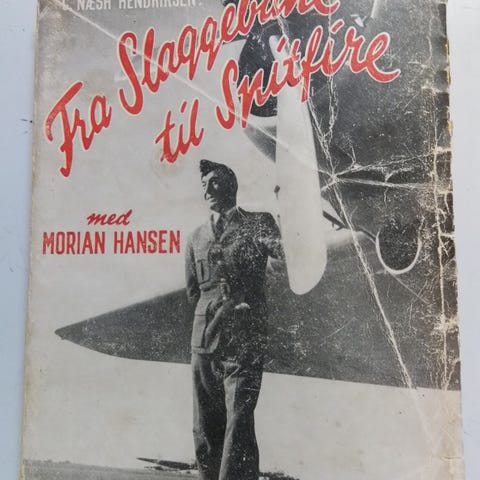 NÆSH HENDRIKSEN:
Fra Slaggebane
til Spitfire
med
MORIAN HANSEN